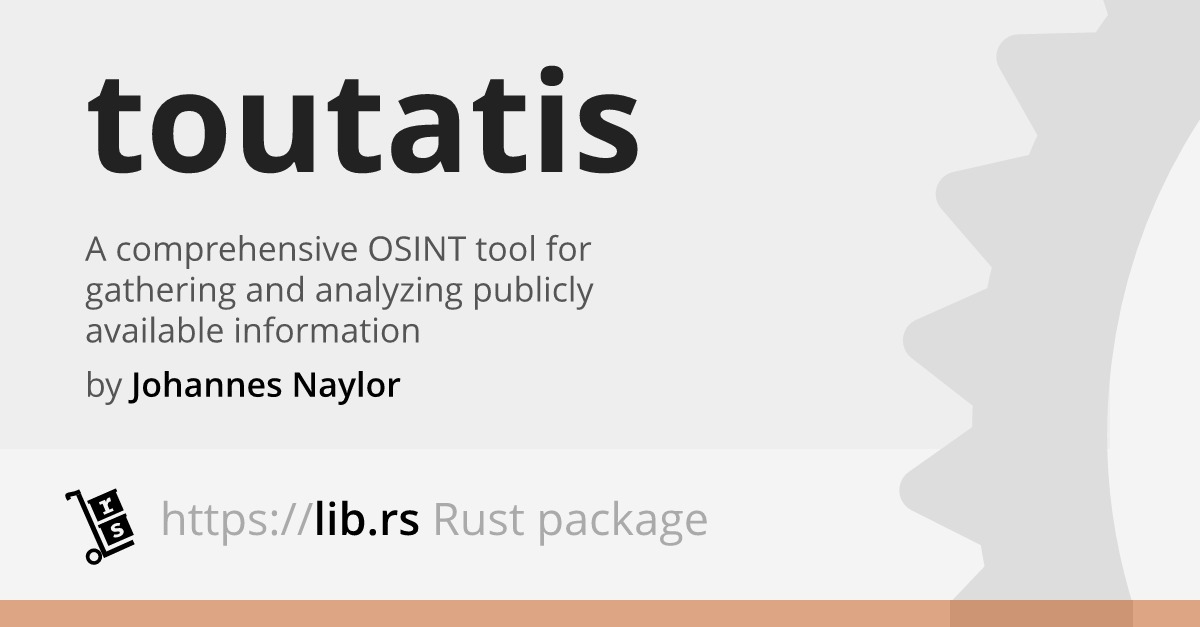 toutatis
A comprehensive OSINT tool for
gathering and analyzing publicly
available information
by Johannes Naylor
rs
https://lib.rs Rust package